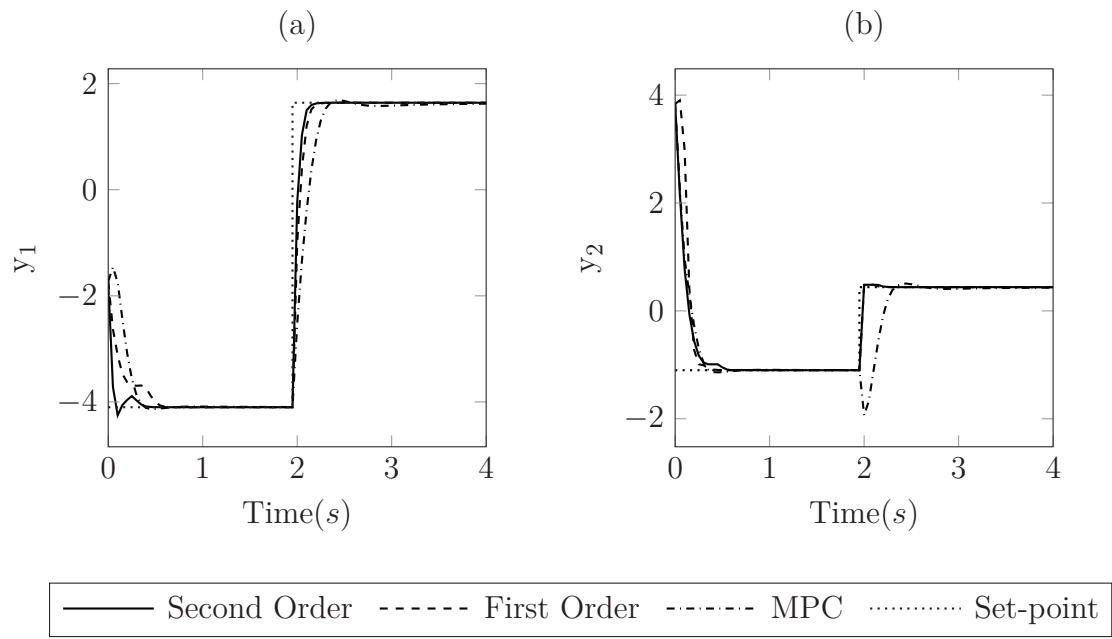 (a)
2
0
−2
−4
y1
0 1 2 3 4
Time(s)
(b)
4
2
0
−2
y2
0 1 2 3 4
Time(s)
Second Order First Order MPC Set-point